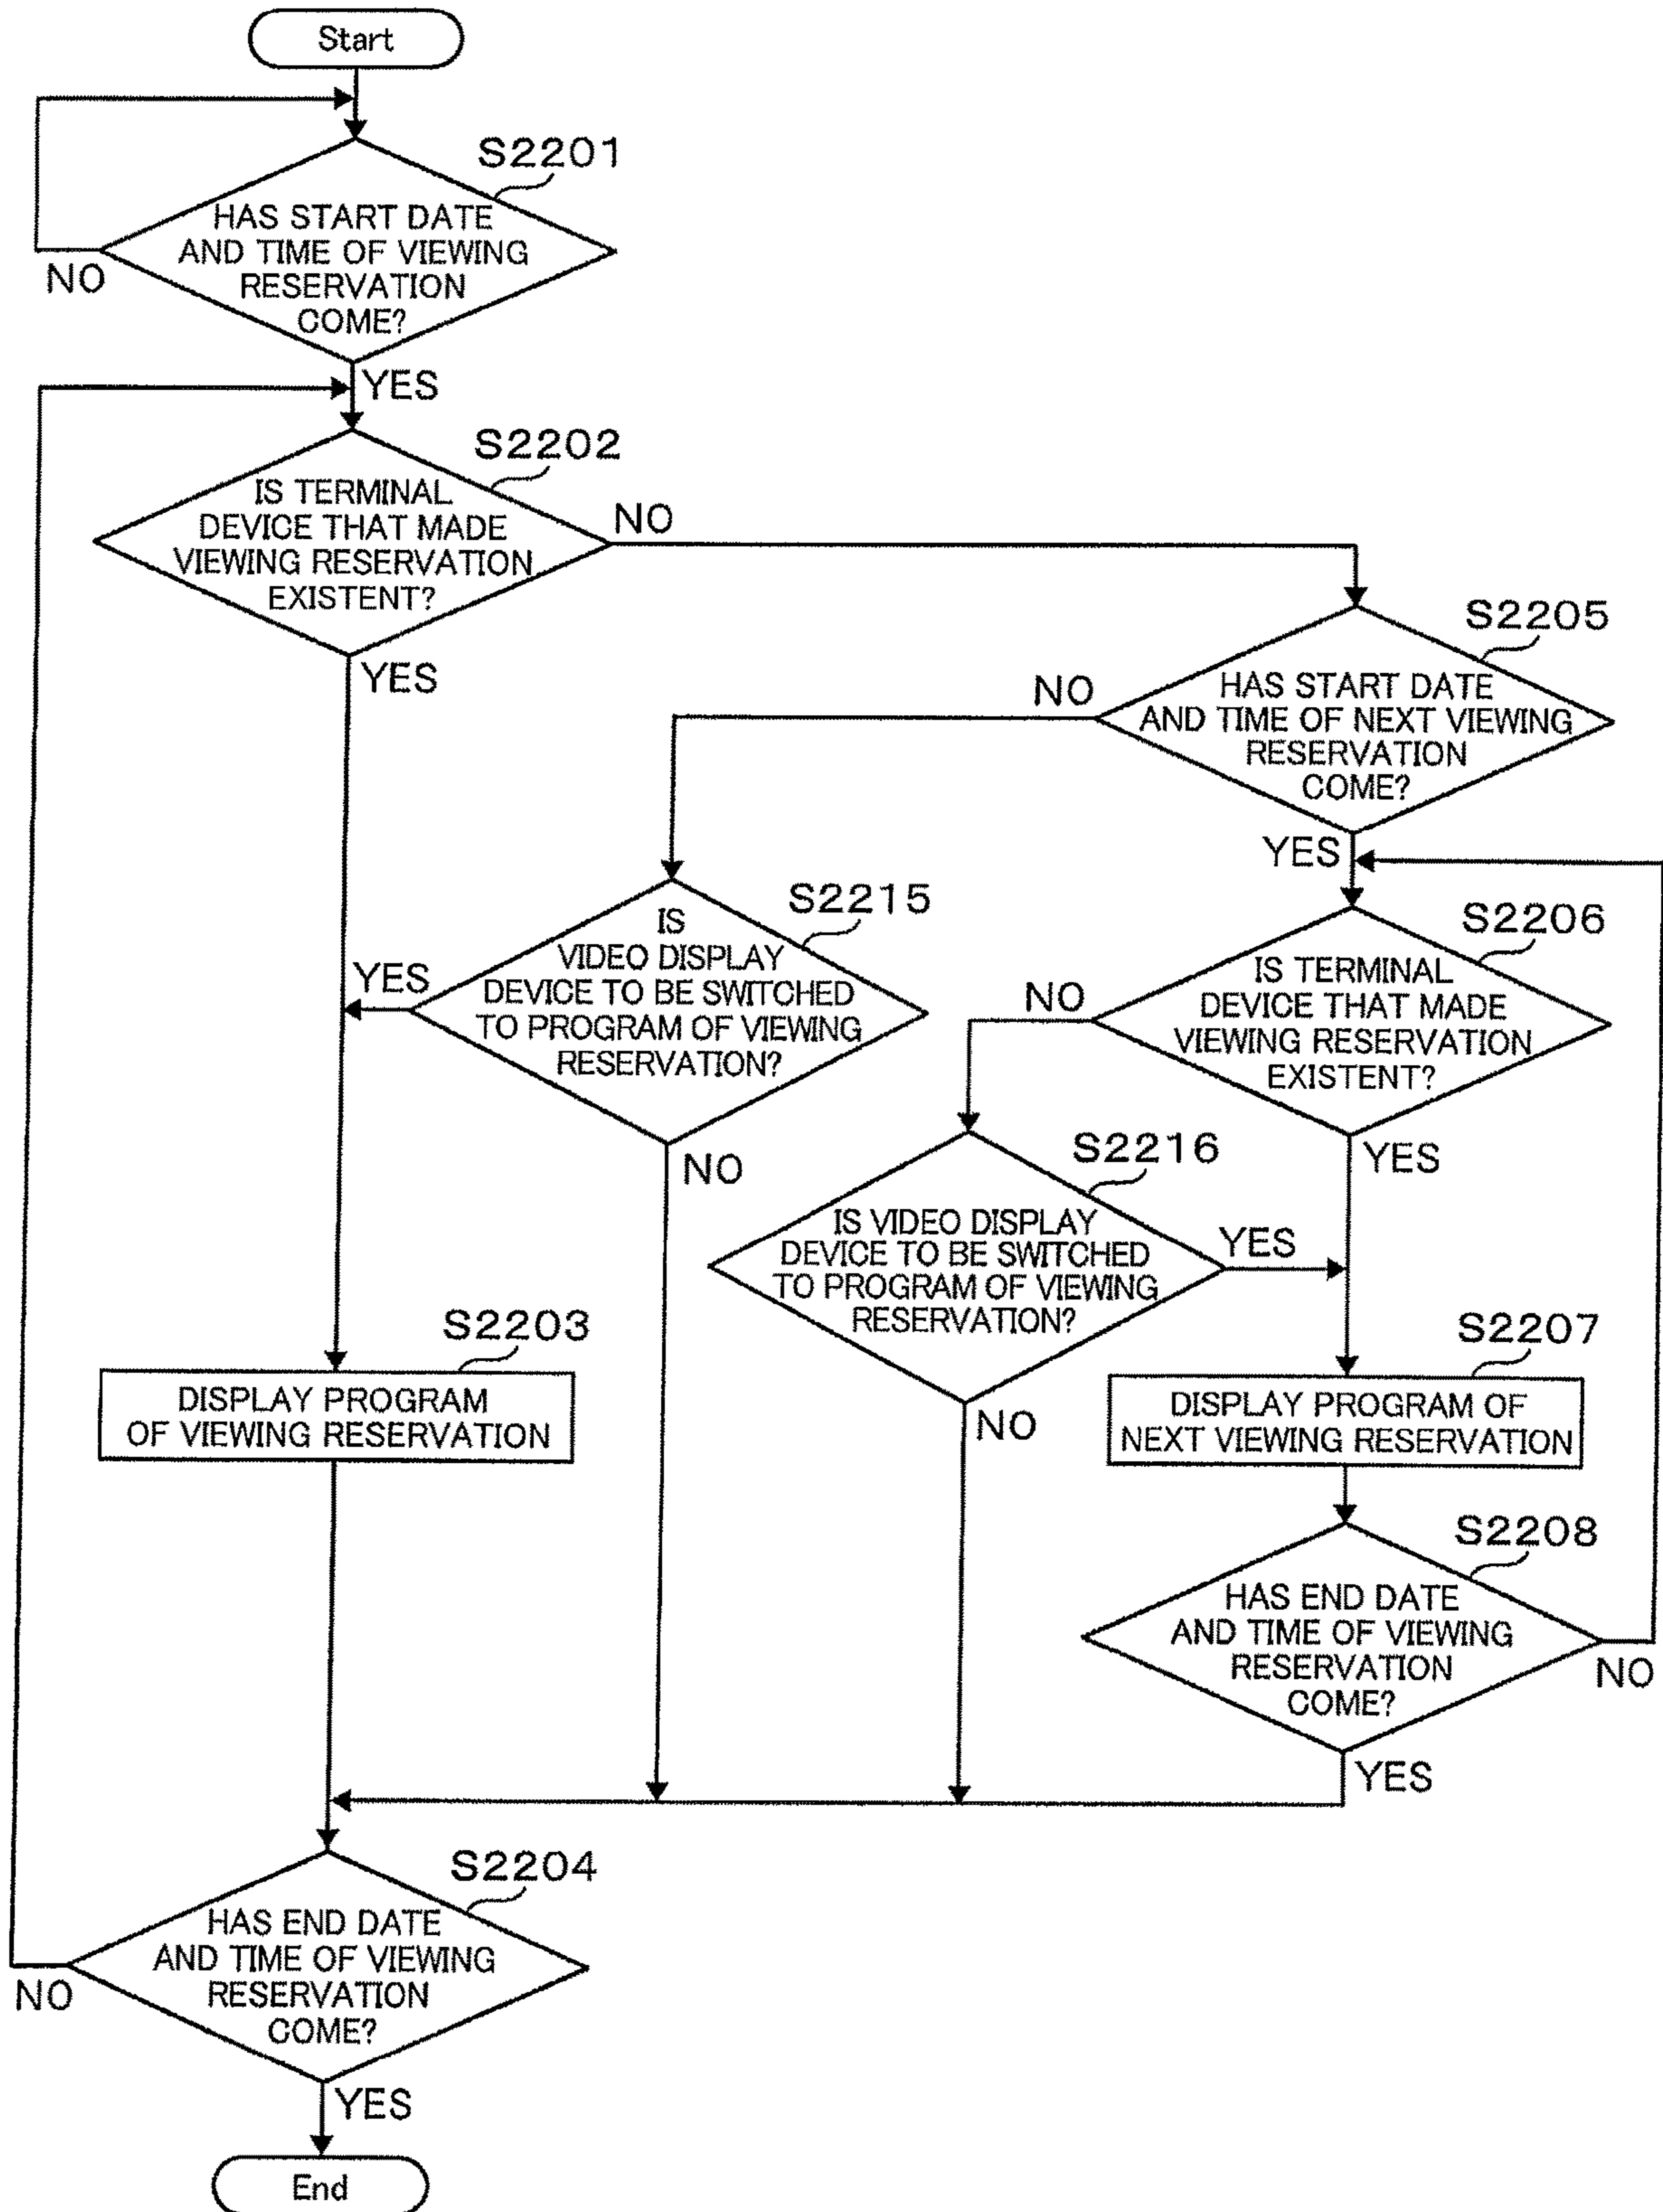 Start
S2201
HAS START DATE
AND TIME OF VIEWING
RESERVATION
COME?
NO
YES
S2202
IS TERMINAL
DEVICE THAT MADE
VIEWING RESERVATION
EXISTENT?
NO
YES
S2205
HAS START DATE
AND TIME OF NEXT VIEWING
RESERVATION
COME?
NO
YES
S2215
IS
VIDEO DISPLAY
DEVICE TO BE SWITCHED
TO PROGRAM OF VIEWING
RESERVATION?
YES
NO
S2206
IS TERMINAL
DEVICE THAT MADE
VIEWING RESERVATION
EXISTENT?
NO
YES
S2216
IS VIDEO DISPLAY
DEVICE TO BE SWITCHED
TO PROGRAM OF VIEWING
RESERVATION?
YES
NO
S2203
DISPLAY PROGRAM
OF VIEWING RESERVATION
S2207
DISPLAY PROGRAM OF
NEXT VIEWING RESERVATION
S2208
HAS END DATE
AND TIME OF VIEWING
RESERVATION
COME?
NO
YES
S2204
HAS END DATE
AND TIME OF VIEWING
RESERVATION
COME?
NO
YES
End